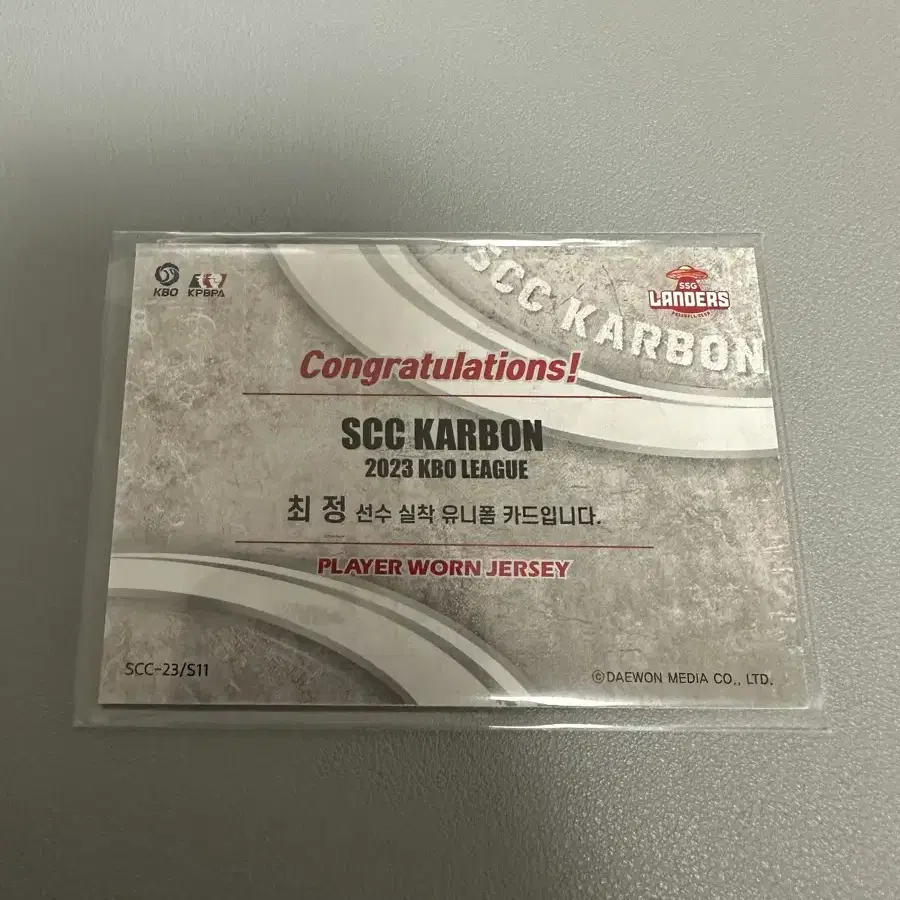 KBO KPBPA
SSG
LANDERS
SCC KARBON
Congratulations!
SCC KARBON
2023 KBO LEAGUE
최 정 선수 실착 유니폼 카드입니다.
PLAYER WORN JERSEY
SCC-23/S11
©DAEWON MEDIA CO., LTD.